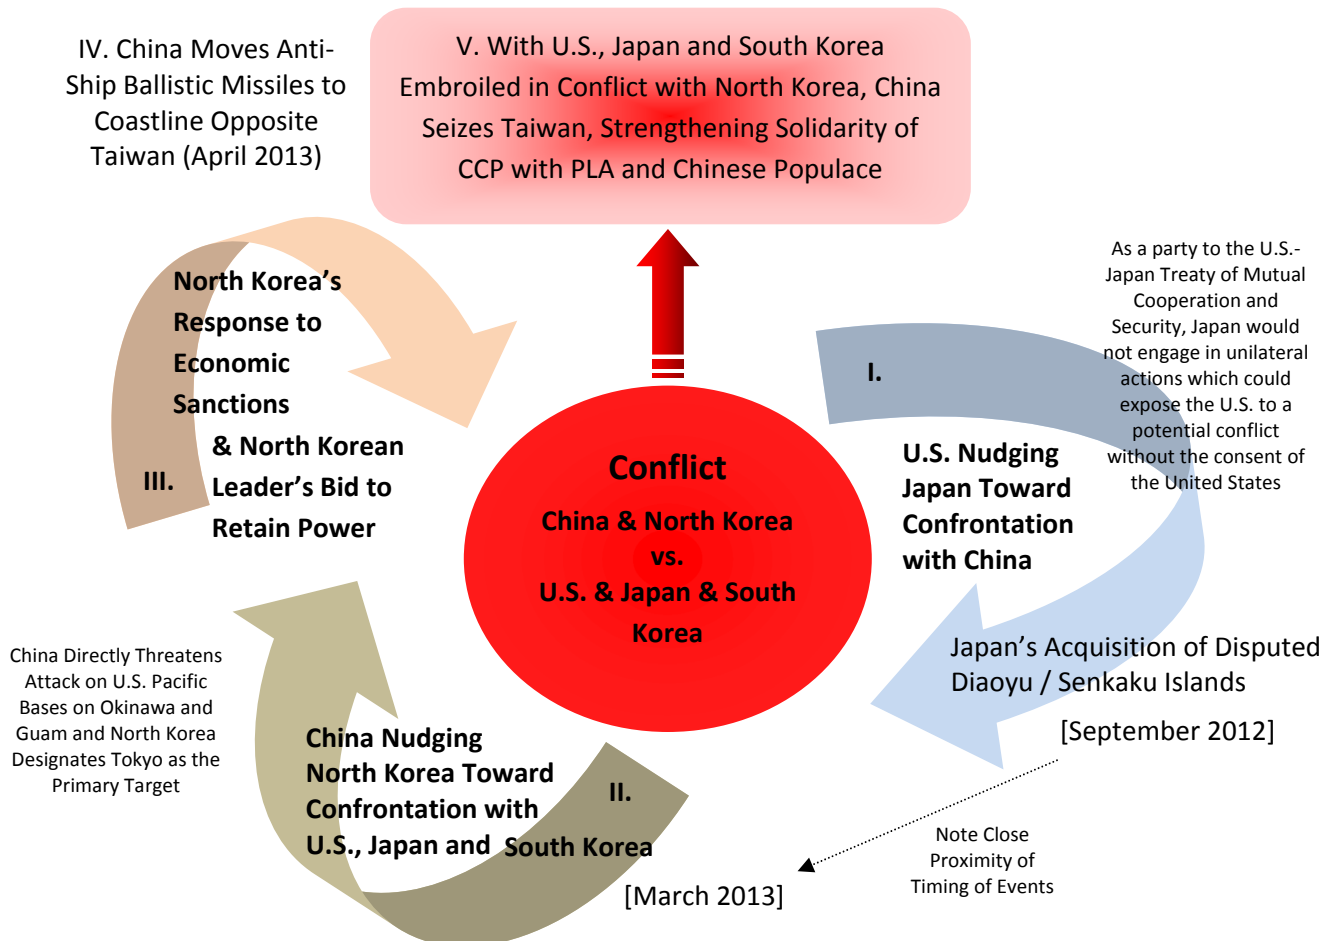 IV. China Moves Anti-
Ship Ballistic Missiles to
Coastline Opposite
Taiwan (April 2013)
V. With U.S., Japan and South Korea
Embroiled in Conflict with North Korea, China
Seizes Taiwan, Strengthening Solidarity of
CCP with PLA and Chinese Populace
As a party to the U.S.-
Japan Treaty of Mutual
Cooperation and
Security, Japan would
not engage in unilateral
actions which could
expose the U.S. to a
potential conflict
without the consent of
the United States
I.
U.S. Nudging
Japan Toward
Confrontation
with China
Japan’s Acquisition of Disputed
Diaoyu / Senkaku Islands
[September 2012]
Note Close
Proximity of
Timing of Events
Conflict
China & North Korea
vs.
U.S. & Japan & South
Korea
II.
China Nudging
North Korea Toward
Confrontation with
U.S., Japan and South Korea
[March 2013]
China Directly Threatens
Attack on U.S. Pacific
Bases on Okinawa and
Guam and North Korea
Designates Tokyo as the
Primary Target
III.
North Korea’s
Response to
Economic
Sanctions
& North Korean
Leader’s Bid to
Retain Power